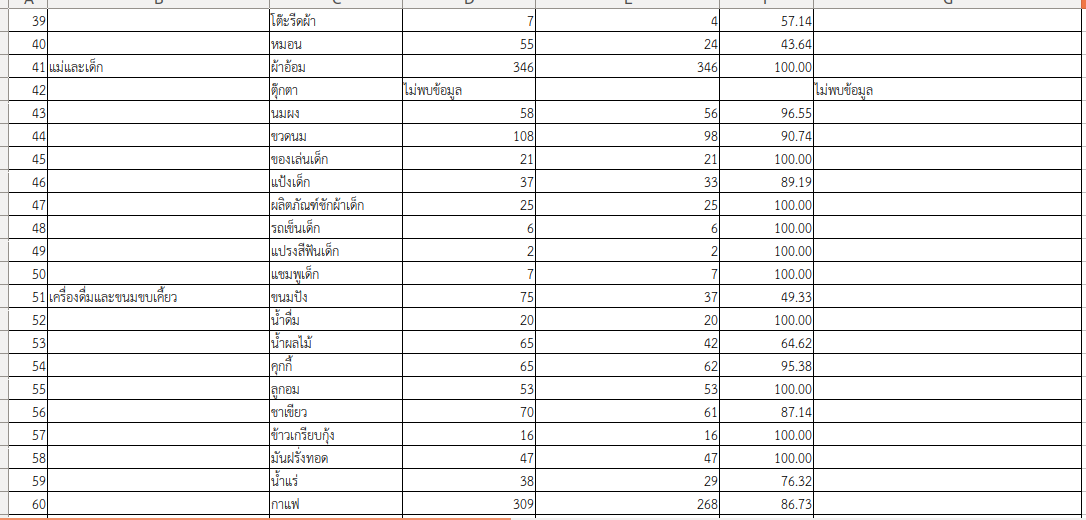 39 โต๊ะรีดผ้า 7 4 57.14
40 หมอน 55 24 43.64
41 แม่และเด็ก ผ้าอ้อม 346 346 100.00
42 ตุ๊กตา ไม่พบข้อมูล ไม่พบข้อมูล
43 นมผง 58 56 96.55
44 ขวดนม 108 98 90.74
45 ของเล่นเด็ก 21 21 100.00
46 แป้งเด็ก 37 33 89.19
47 ผลิตภัณฑ์ซักผ้าเด็ก 25 25 100.00
48 รถเข็นเด็ก 6 6 100.00
49 แปรงสีฟันเด็ก 2 2 100.00
50 แชมพูเด็ก 7 7 100.00
51 เครื่องดื่มและขนมขบเคี้ยว ขนมปัง 75 37 49.33
52 น้ำดื่ม 20 20 100.00
53 น้ำผลไม้ 65 42 64.62
54 คุกกี้ 65 62 95.38
55 ลูกอม 53 53 100.00
56 ชาเขียว 70 61 87.14
57 ข้าวเกรียบกุ้ง 16 16 100.00
58 มันฝรั่งทอด 47 47 100.00
59 น้ำแร่ 38 29 76.32
60 กาแฟ 309 268 86.73